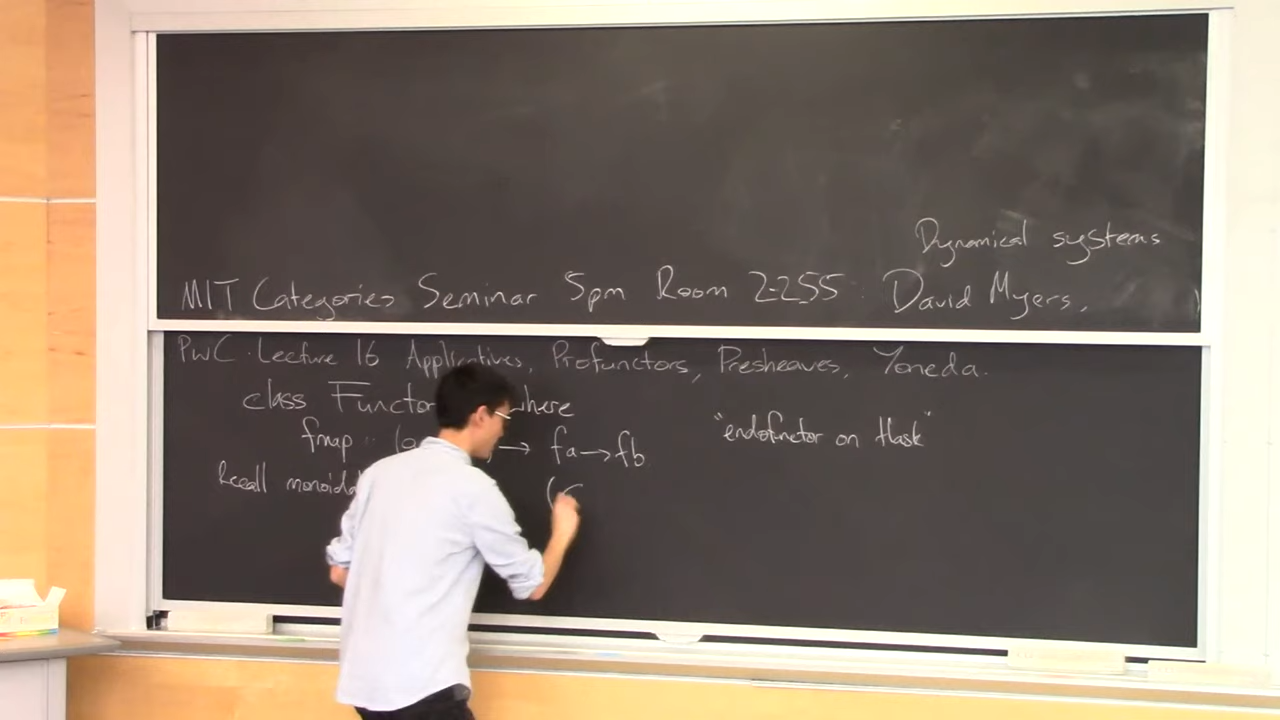 Dynamical systems
MIT Categories Seminar 5pm Room 2-255: David Myers,
PwC. Lecture 16 Applicatives, Profunctors, Presheaves, Yoneda.
class Functor where
"endofnctor on Hask"
fmap :: (a → fa → fb
Recall monoidal (C